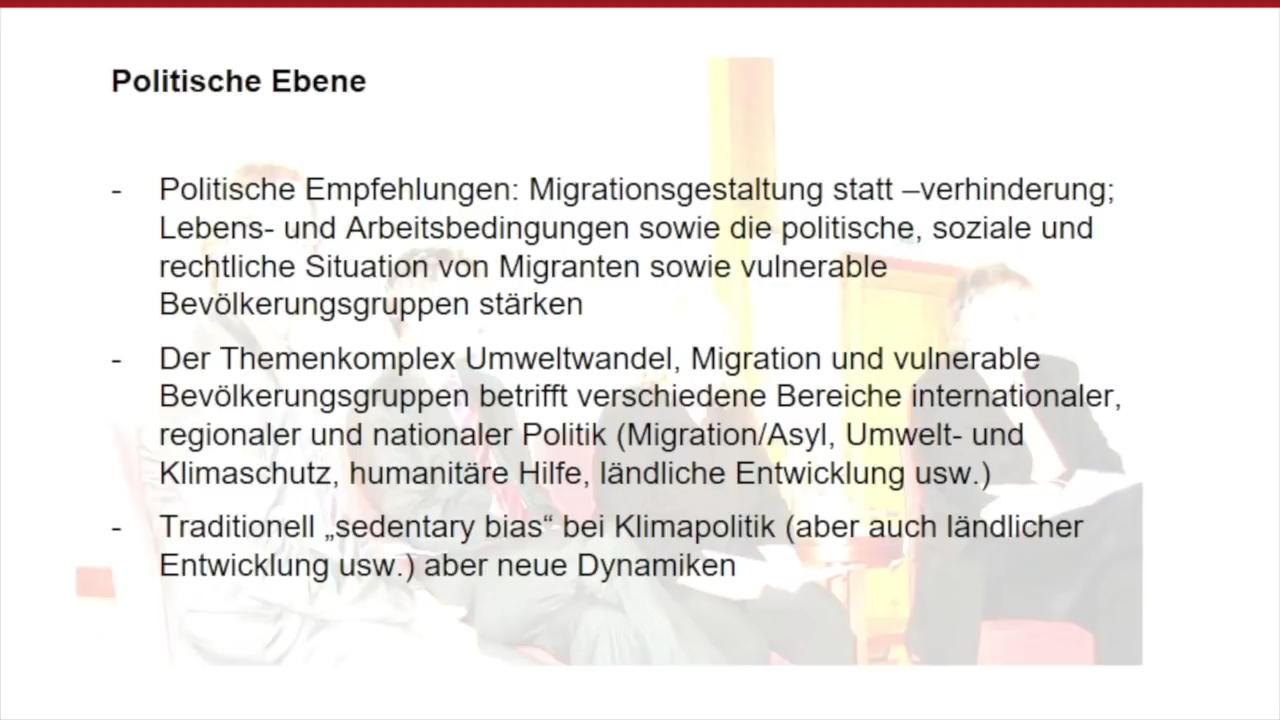 Politische Ebene
- Politische Empfehlungen: Migrationsgestaltung statt –verhinderung;
Lebens- und Arbeitsbedingungen sowie die politische, soziale und
rechtliche Situation von Migranten sowie vulnerable
Bevölkerungsgruppen stärken
- Der Themenkomplex Umweltwandel, Migration und vulnerable
Bevölkerungsgruppen betrifft verschiedene Bereiche internationaler,
regionaler und nationaler Politik (Migration/Asyl, Umwelt- und
Klimaschutz, humanitäre Hilfe, ländliche Entwicklung usw.)
- Traditionell „sedentary bias“ bei Klimapolitik (aber auch ländlicher
Entwicklung usw.) aber neue Dynamiken